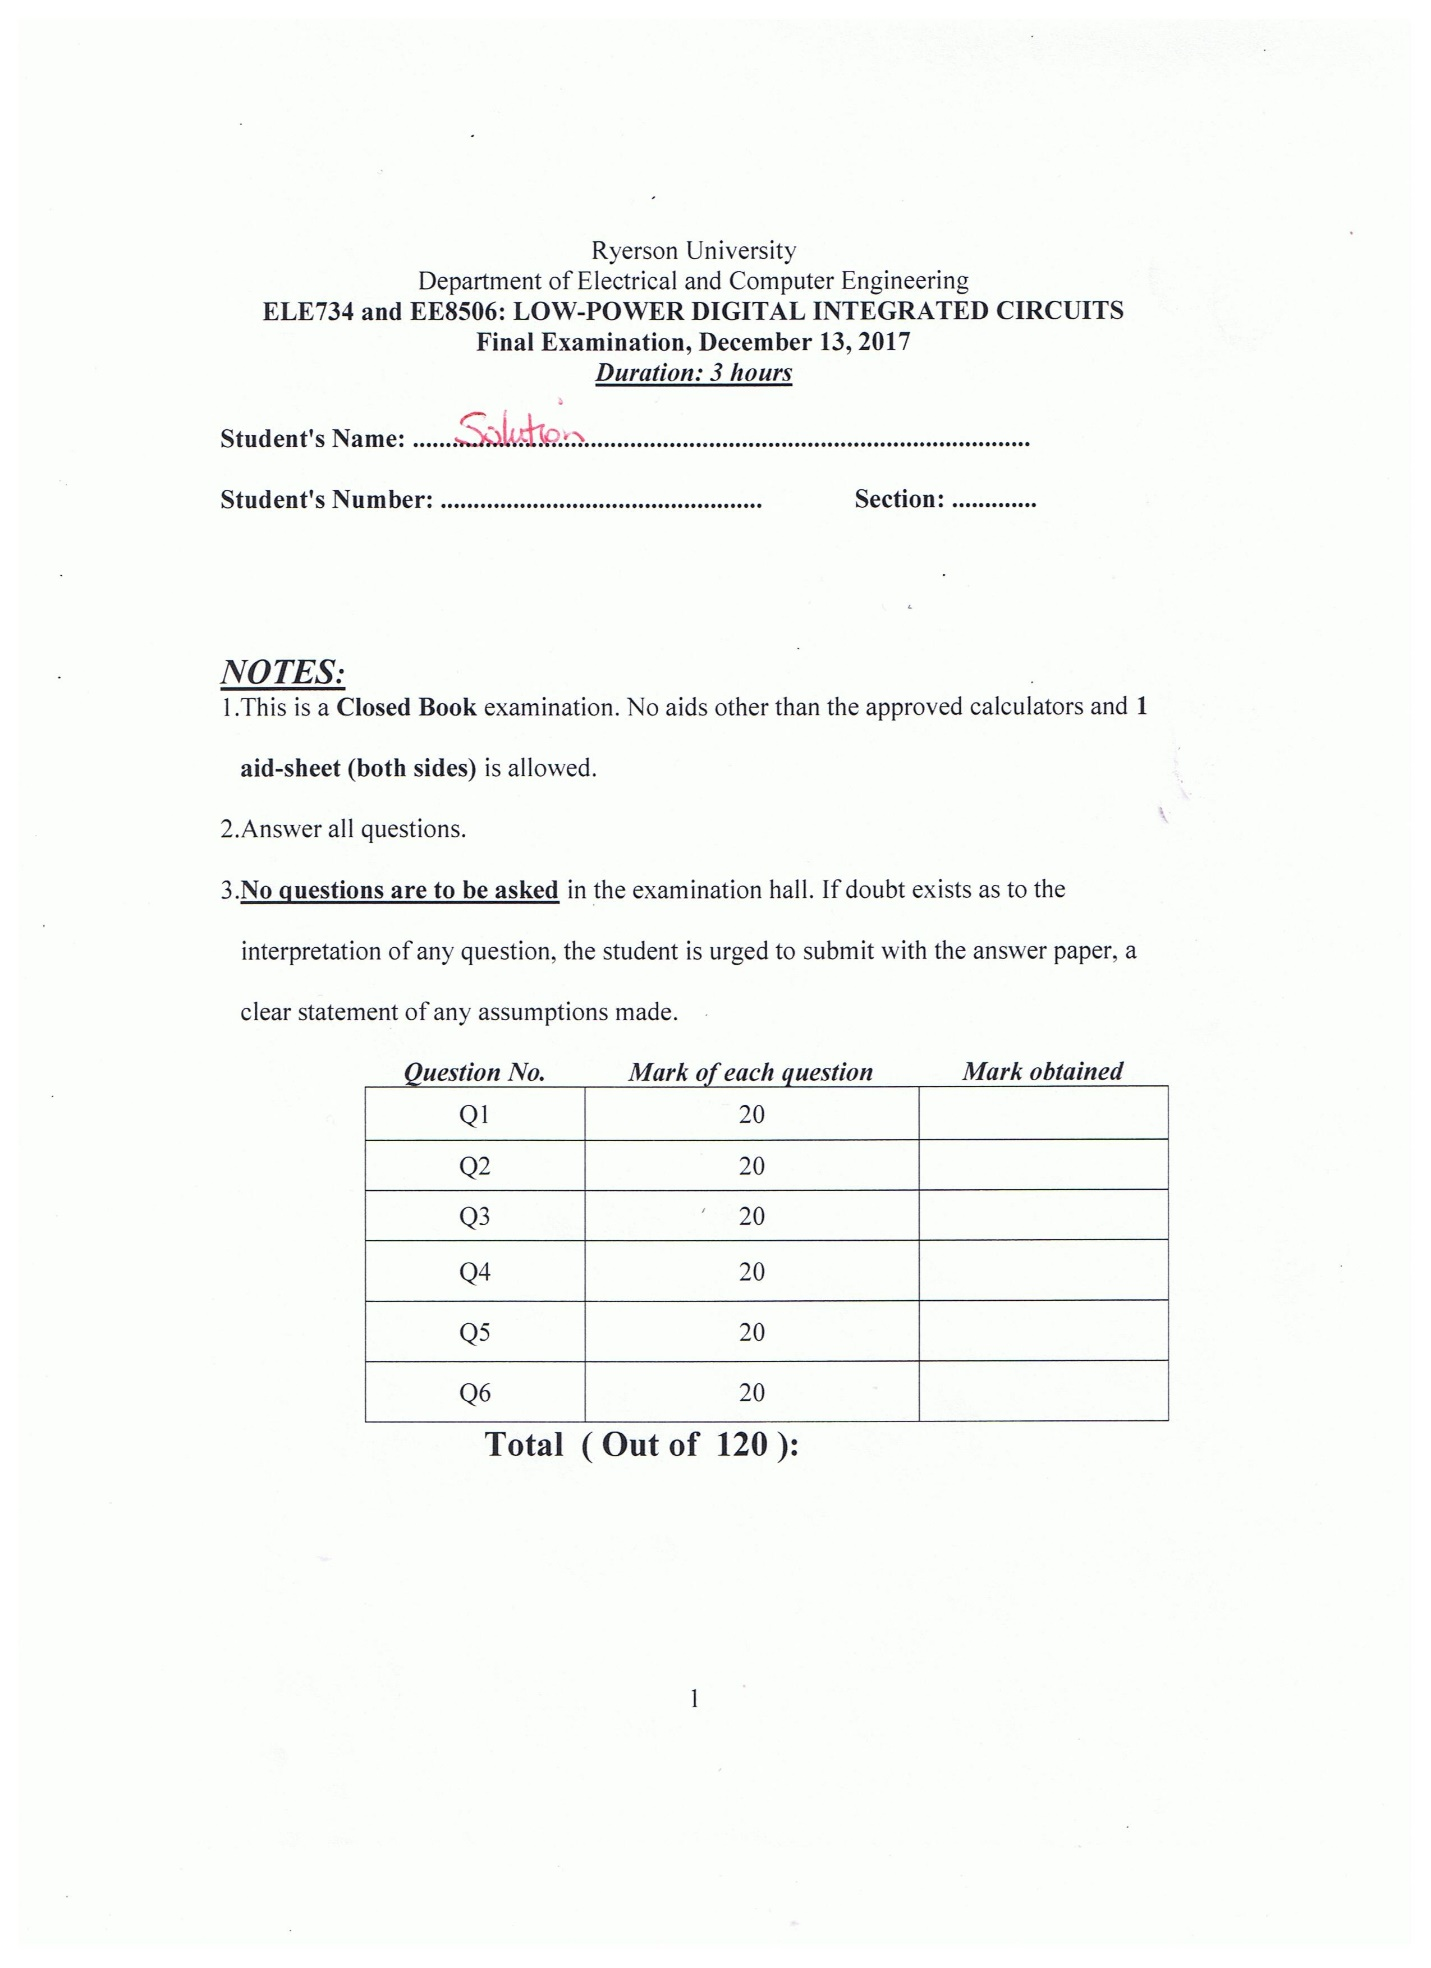 Ryerson University
Department of Electrical and Computer Engineering
ELE734 and EE8506: LOW-POWER DIGITAL INTEGRATED CIRCUITS
Final Examination, December 13, 2017
Duration: 3 hours
Student's Name: ......Solution..........................................................................
Student's Number: ................................................ Section: .............
NOTES:
1.This is a Closed Book examination. No aids other than the approved calculators and 1
aid-sheet (both sides) is allowed.
2.Answer all questions.
3.No questions are to be asked in the examination hall. If doubt exists as to the
interpretation of any question, the student is urged to submit with the answer paper, a
clear statement of any assumptions made.
Question No. Mark of each question Mark obtained
Q1 20
Q2 20
Q3 20
Q4 20
Q5 20
Q6 20
Total ( Out of 120 ):
1